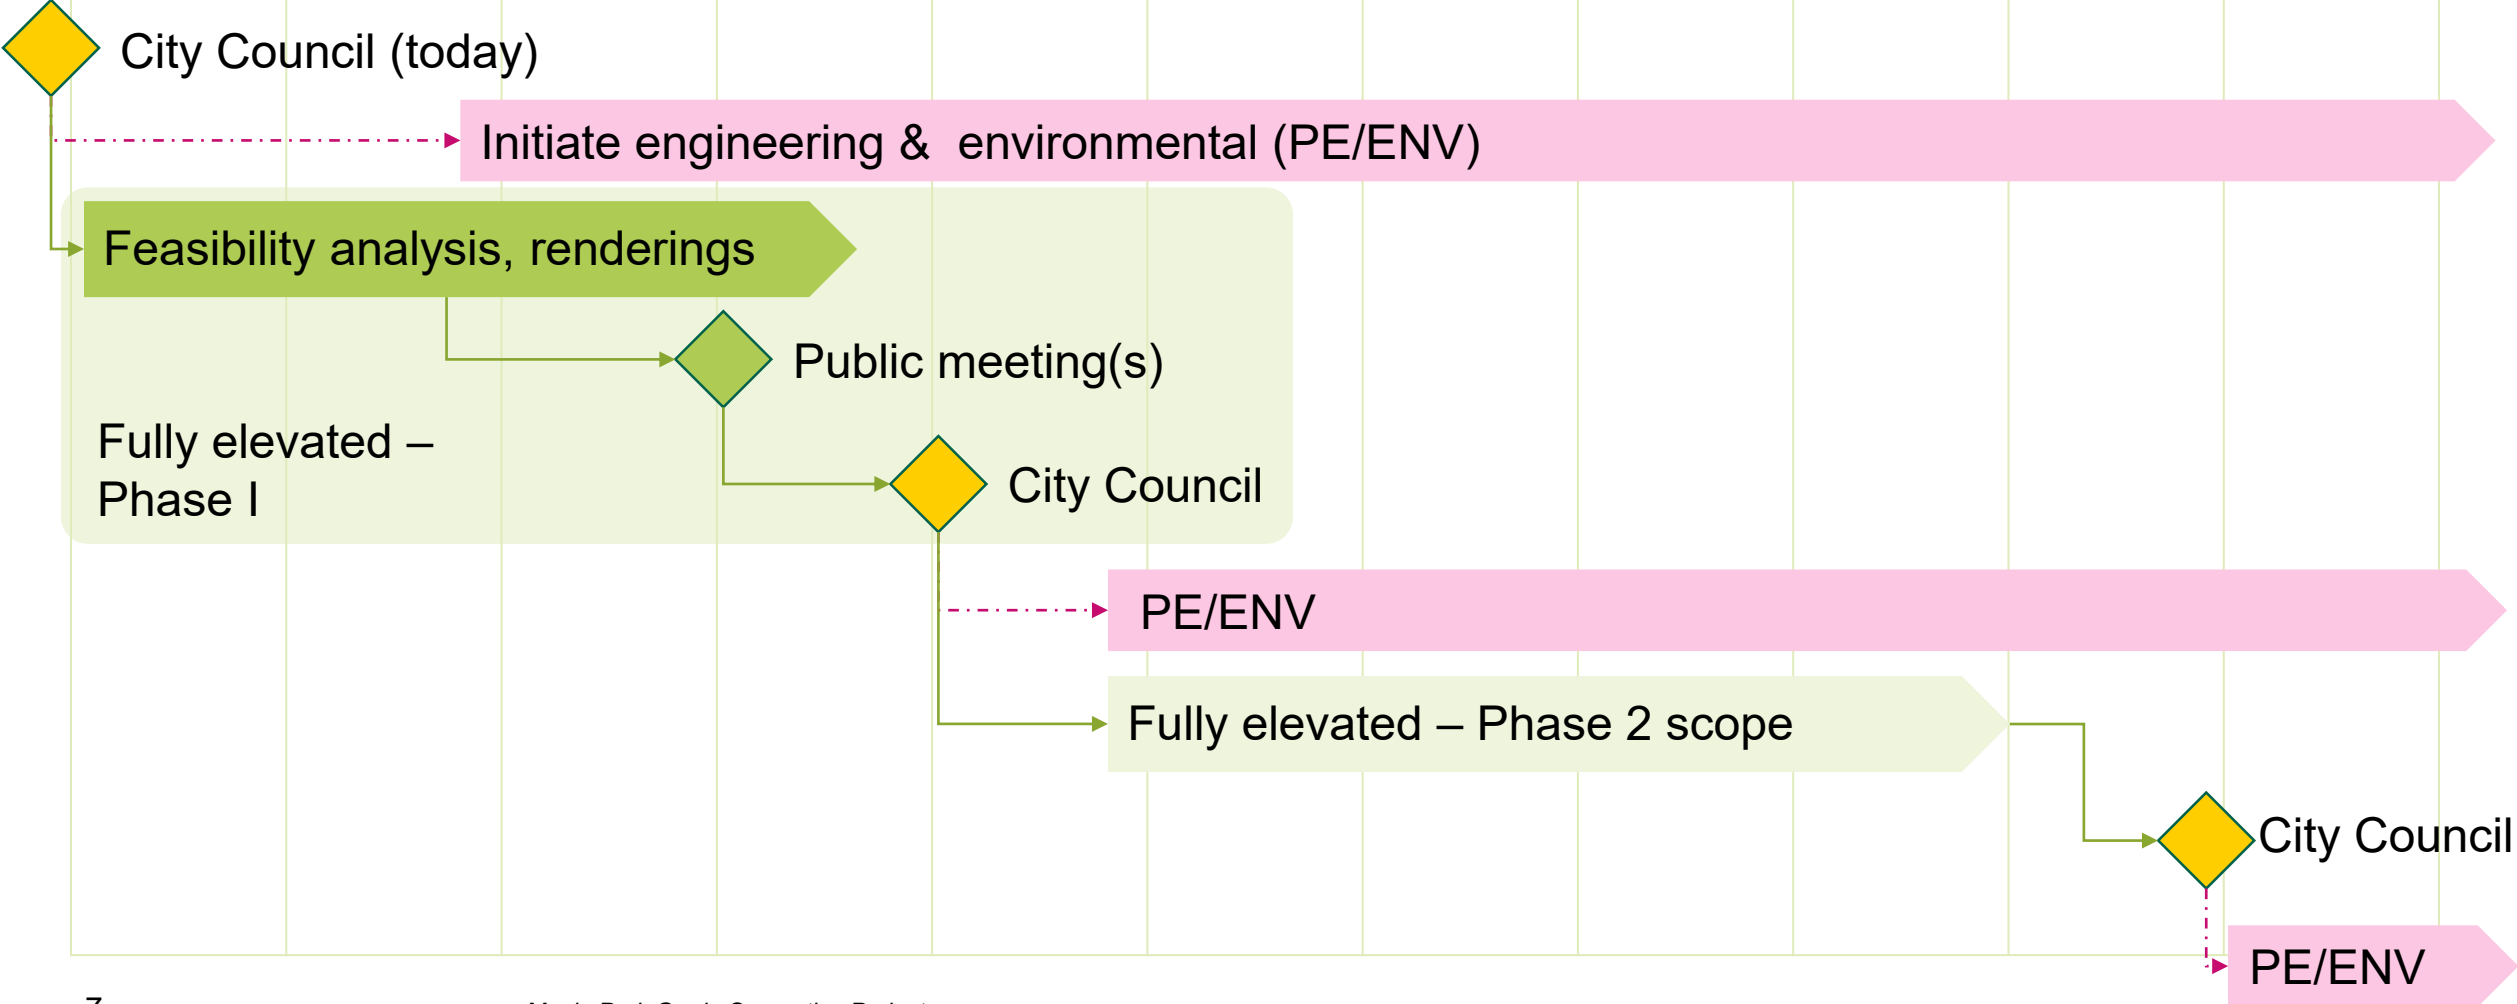 City Council (today)
Initiate engineering & environmental (PE/ENV)
Feasibility analysis, renderings
Public meeting(s)
Fully elevated –
Phase I
City Council
PE/ENV
Fully elevated – Phase 2 scope
City Council
PE/ENV